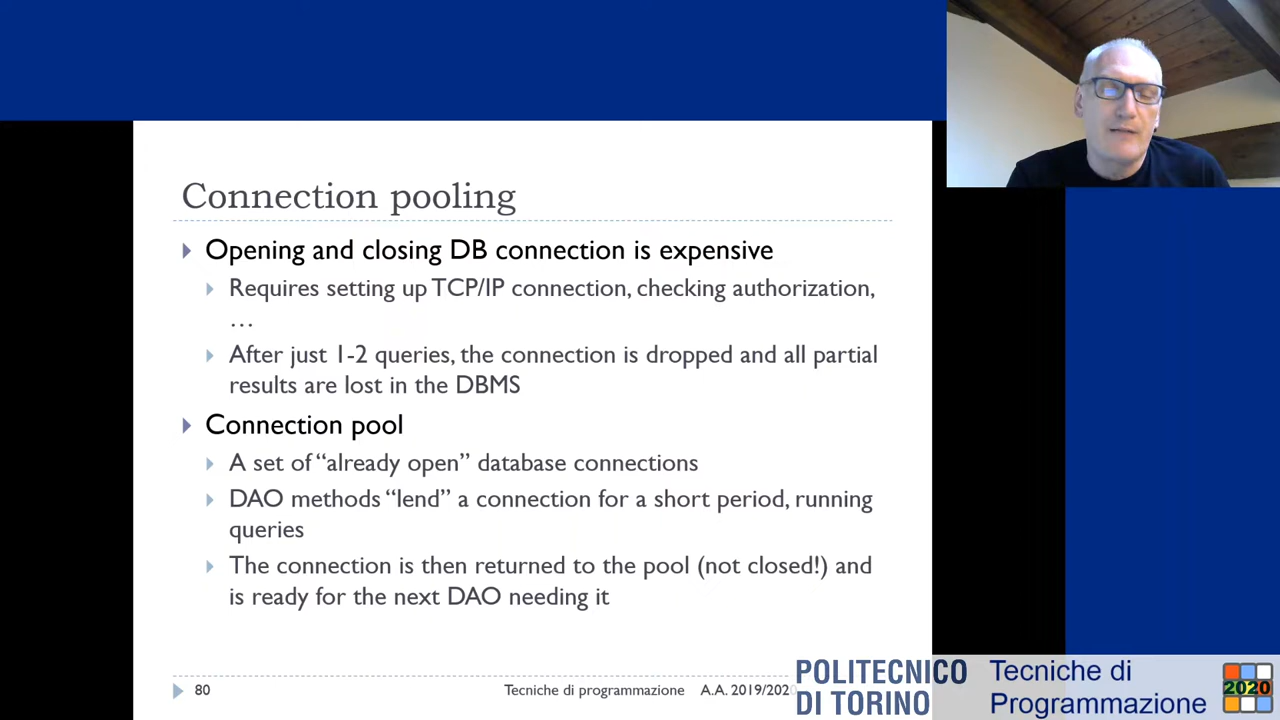 Connection pooling
Opening and closing DB connection is expensive
Requires setting up TCP/IP connection, checking authorization,
…
After just 1-2 queries, the connection is dropped and all partial
results are lost in the DBMS
Connection pool
A set of “already open” database connections
DAO methods “lend” a connection for a short period, running
queries
The connection is then returned to the pool (not closed!) and
is ready for the next DAO needing it
80
Tecniche di programmazione A.A. 2019/2020
POLITECNICO
DI TORINO
Tecniche di
Programmazione
2020